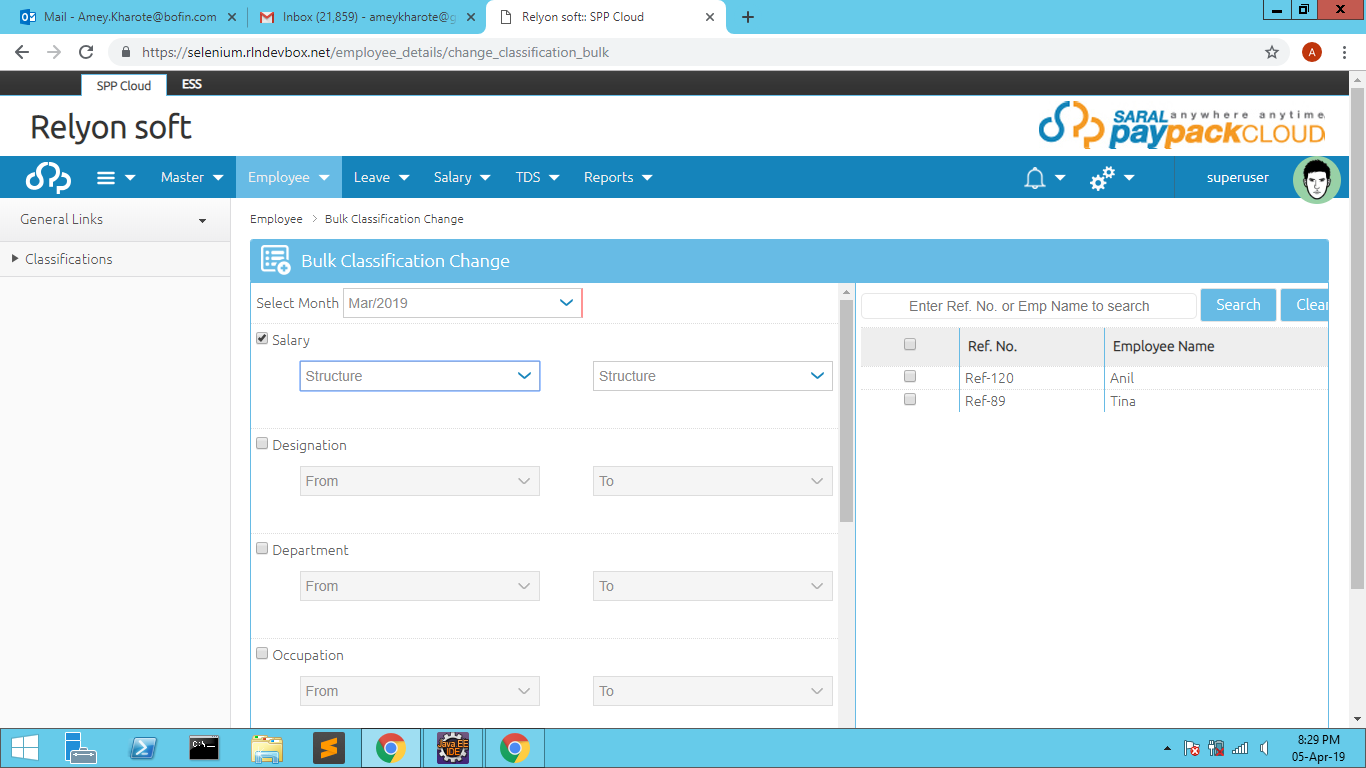 Mail - Amey.Kharote@bofin.com
Inbox (21,859) - ameykharote@g
Relyon soft:: SPP Cloud
https://selenium.rlndevbox.net/employee_details/change_classification_bulk
A
SPP Cloud
ESS
Relyon soft
SARAL anywhere anytime
paypackCLOUD
Master
Employee
Leave
Salary
TDS
Reports
superuser
General Links
Classifications
Employee > Bulk Classification Change
Bulk Classification Change
Select Month Mar/2019
Salary
Structure
Structure
Designation
From
To
Department
From
To
Occupation
From
To
Enter Ref. No. or Emp Name to search
Search
Clear
Ref. No. Employee Name
Ref-120 Anil
Ref-89 Tina
C:\_
Java EE
IDE
8:29 PM
05-Apr-19